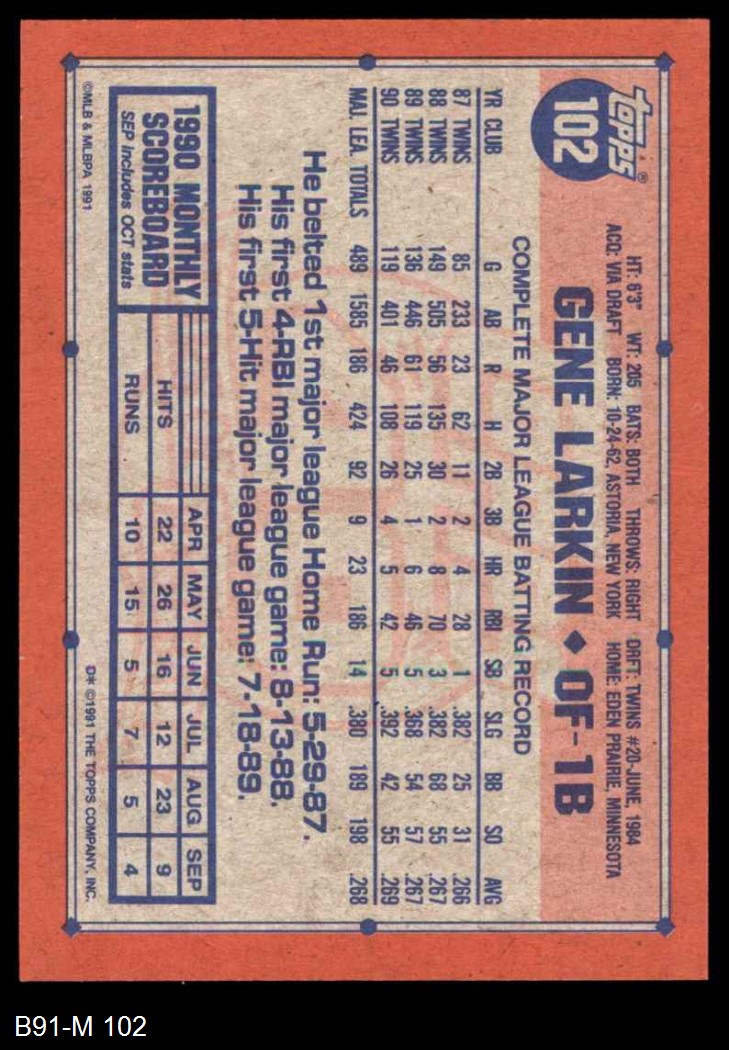 Topps®
102
HT: 6'3" WT: 205 BATS: BOTH THROWS: RIGHT DRFT: TWINS #20-JUNE, 1984
ACQ: VIA DRAFT BORN: 10-24-62, ASTORIA, NEW YORK HOME: EDEN PRAIRIE, MINNESOTA
GENE LARKIN ◆ OF-1B
COMPLETE MAJOR LEAGUE BATTING RECORD
YR CLUB G AB R H 2B 3B HR RBI SB SLG BB SO AVG
87 TWINS 85 233 23 62 11 2 4 28 1 .382 25 31 .266
88 TWINS 149 505 56 135 30 2 8 70 3 .382 68 55 .267
89 TWINS 136 446 61 119 25 1 6 46 5 .368 54 57 .267
90 TWINS 119 401 46 108 26 4 5 42 5 .392 42 55 .269
MAJ. LEA. TOTALS 489 1585 186 424 92 9 23 186 14 .380 189 198 .268
He belted 1st major league Home Run: 5-29-87.
His first 4-RBI major league game: 8-13-88.
His first 5-Hit major league game: 7-18-89.
1990 MONTHLY
SCOREBOARD
SEP includes OCT stats
APR MAY JUN JUL AUG SEP
HITS 22 26 16 12 23 9
RUNS 10 15 5 7 5 4
©MLB & MLBPA 1991
D* ©1991 THE TOPPS COMPANY, INC.
B91-M 102